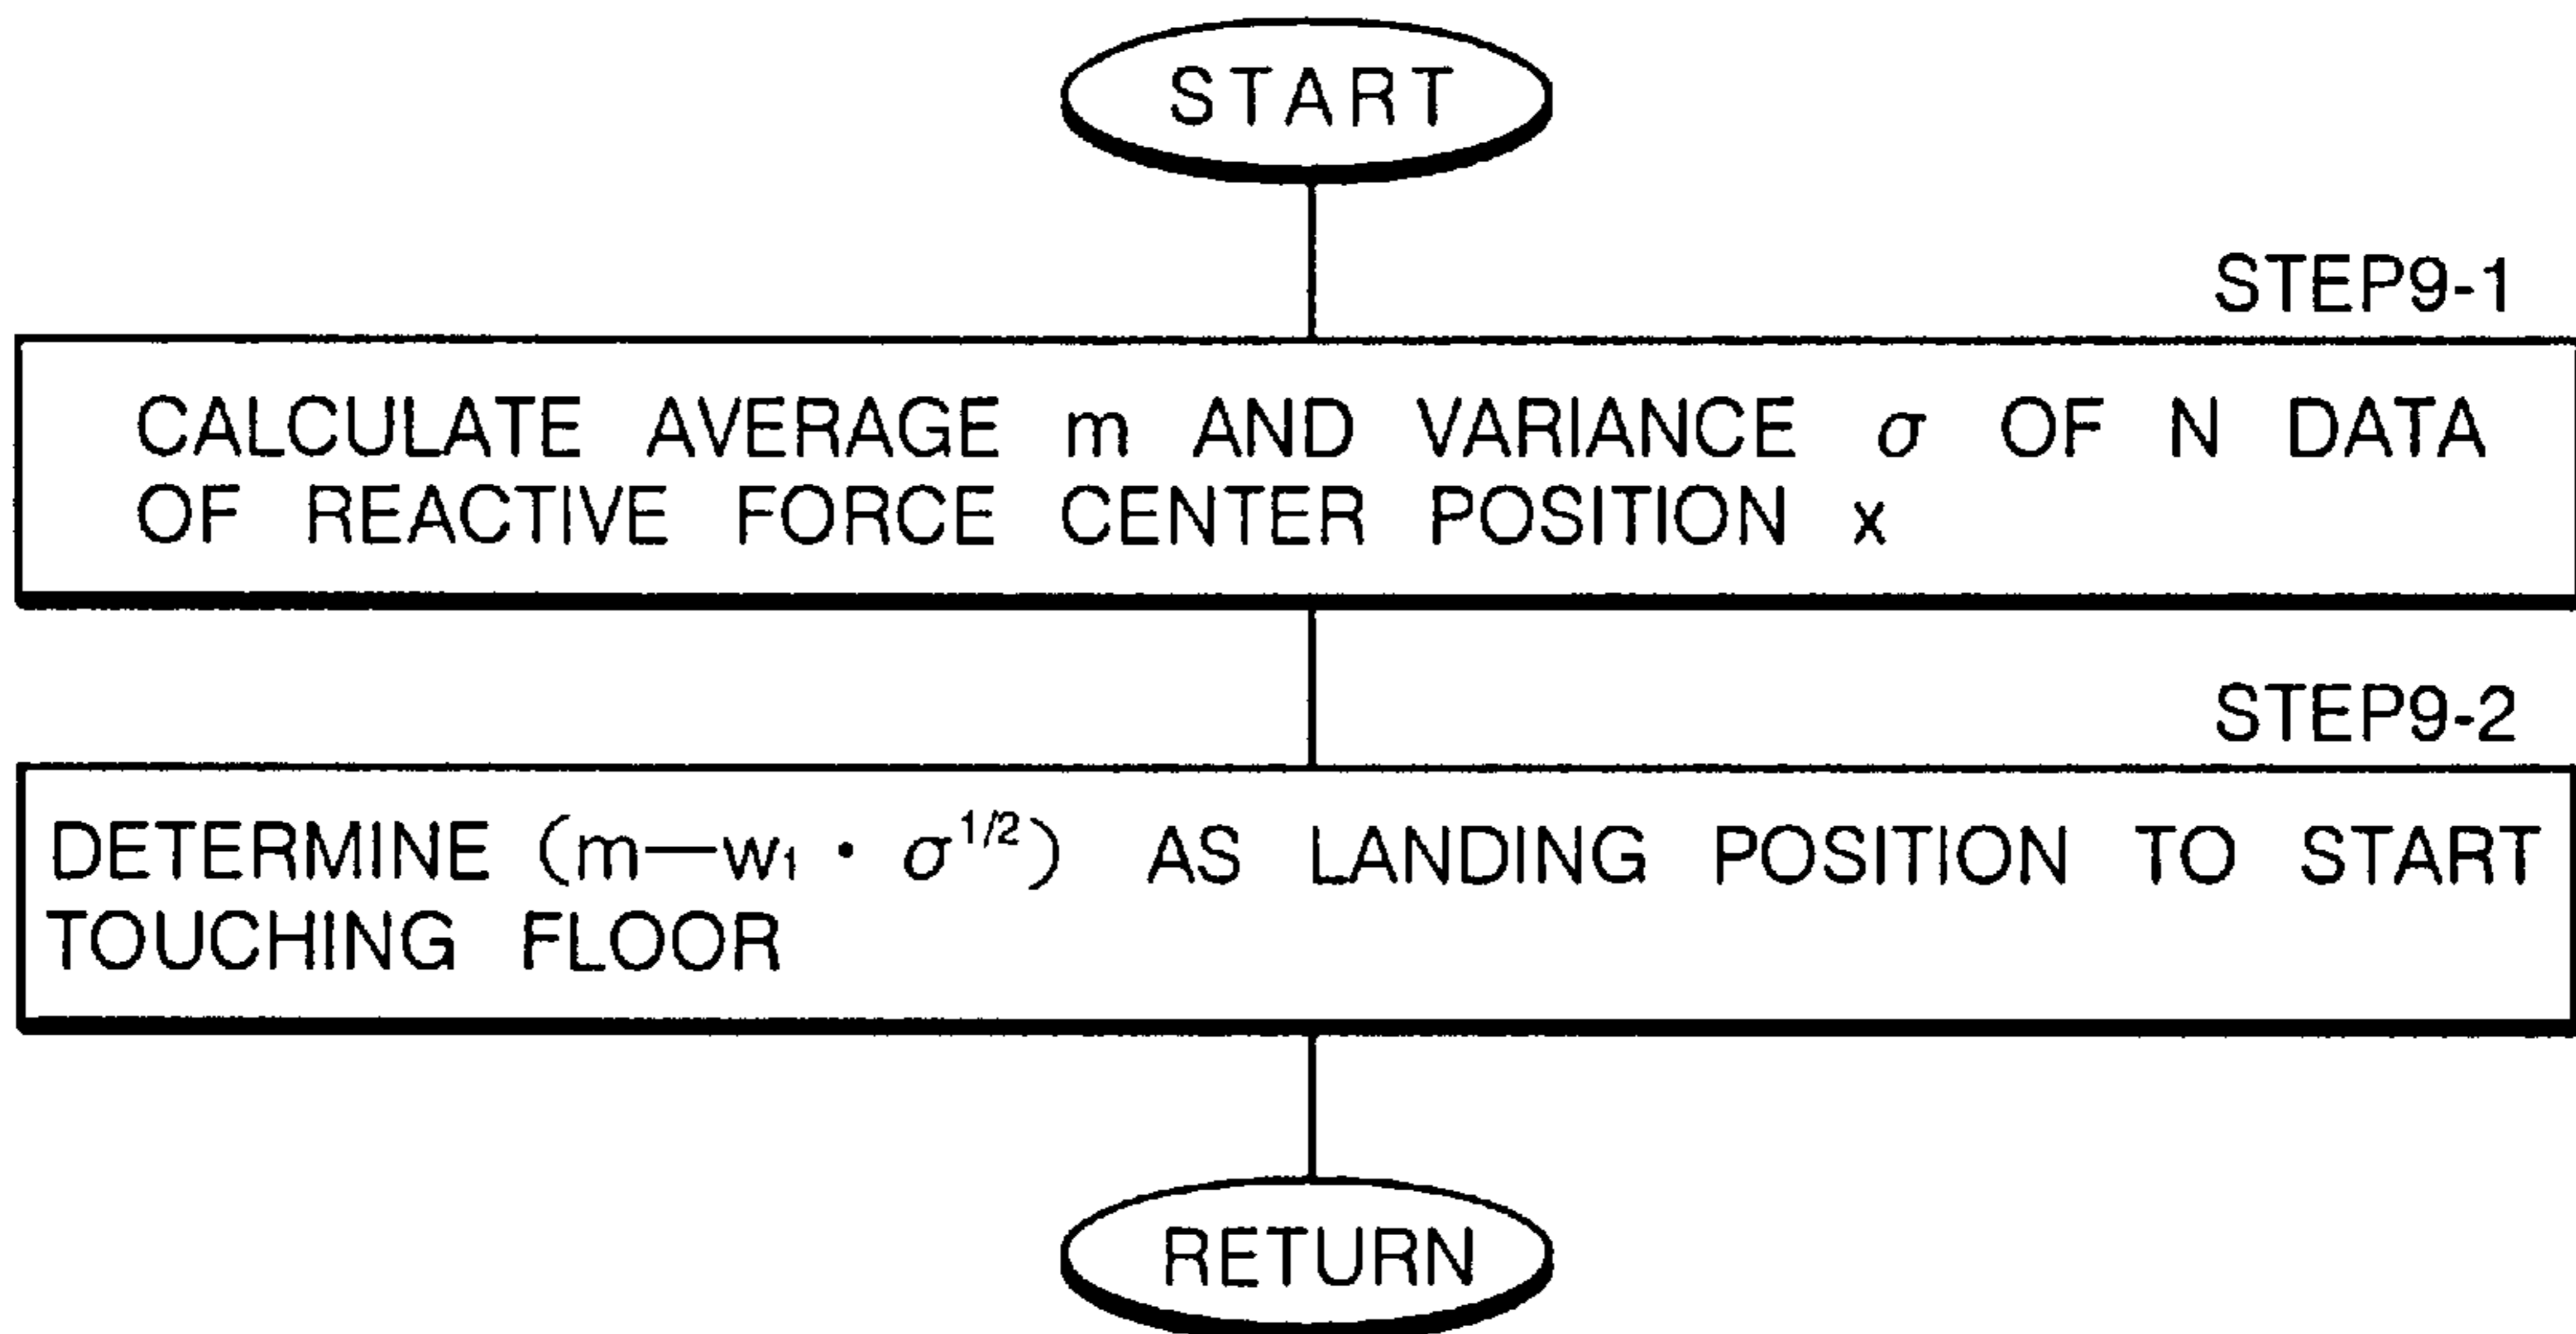 START
STEP9-1
CALCULATE AVERAGE m AND VARIANCE σ OF N DATA
OF REACTIVE FORCE CENTER POSITION x
STEP9-2
DETERMINE (m—w₁ · σ^1/2) AS LANDING POSITION TO START
TOUCHING FLOOR
RETURN